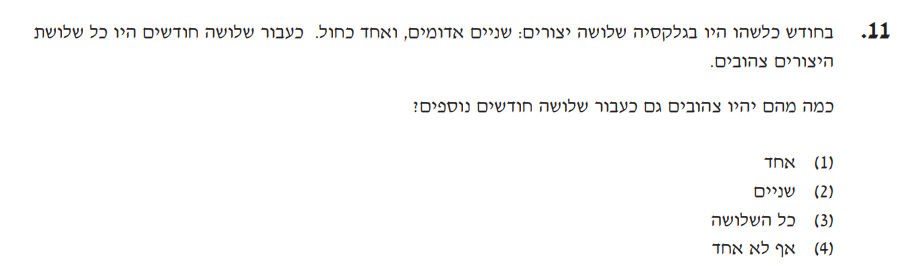 11. בחודש כלשהו היו בגלקסיה שלושה יצורים: שניים אדומים, ואחד כחול. כעבור שלושה חודשים היו כל שלושת
היצורים צהובים.
כמה מהם יהיו צהובים גם כעבור שלושה חודשים נוספים?
(1) אחד
(2) שניים
(3) כל השלושה
(4) אף לא אחד